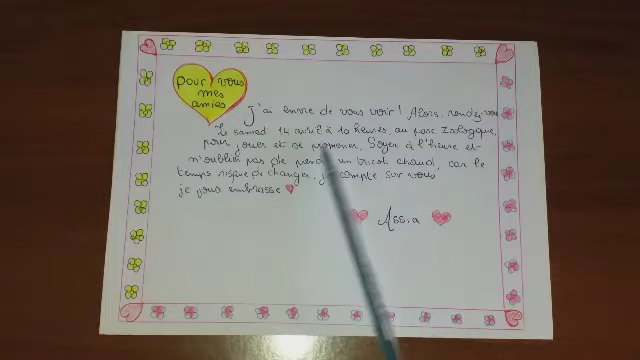 pour vous
mes
amies
J'ai envie de vous voir! Alors, rendez-vous
Le samedi 14 avril à 10 heures, au parc Zoologique,
pour jouer et se promener, Soyer à l'heure et
n'oublier pas de prendre un tricot chaud, car le
temps risque de changer, je compte sur vous
je vous embrasse
Assia